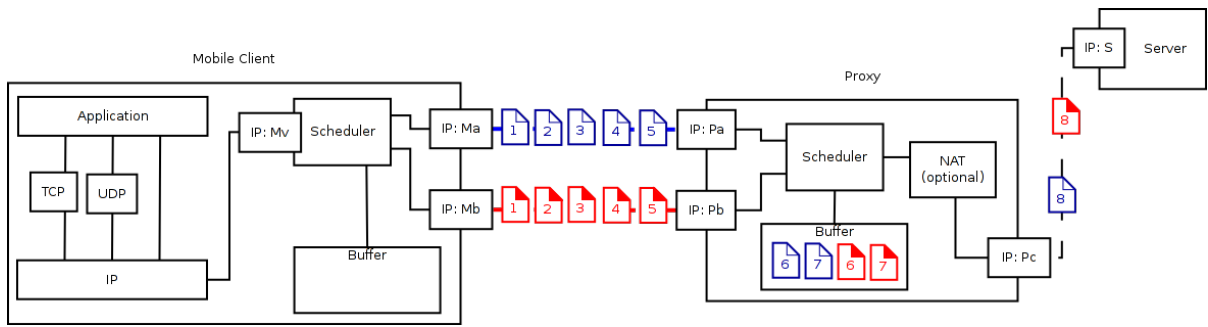 Mobile Client
Application
TCP
UDP
IP
IP: Mv
Scheduler
Buffer
IP: Ma
IP: Mb
1 2 3 4 5
1 2 3 4 5
Proxy
IP: Pa
IP: Pb
Scheduler
NAT
(optional)
Buffer
6 7 6 7
IP: Pc
8
8
IP: S
Server